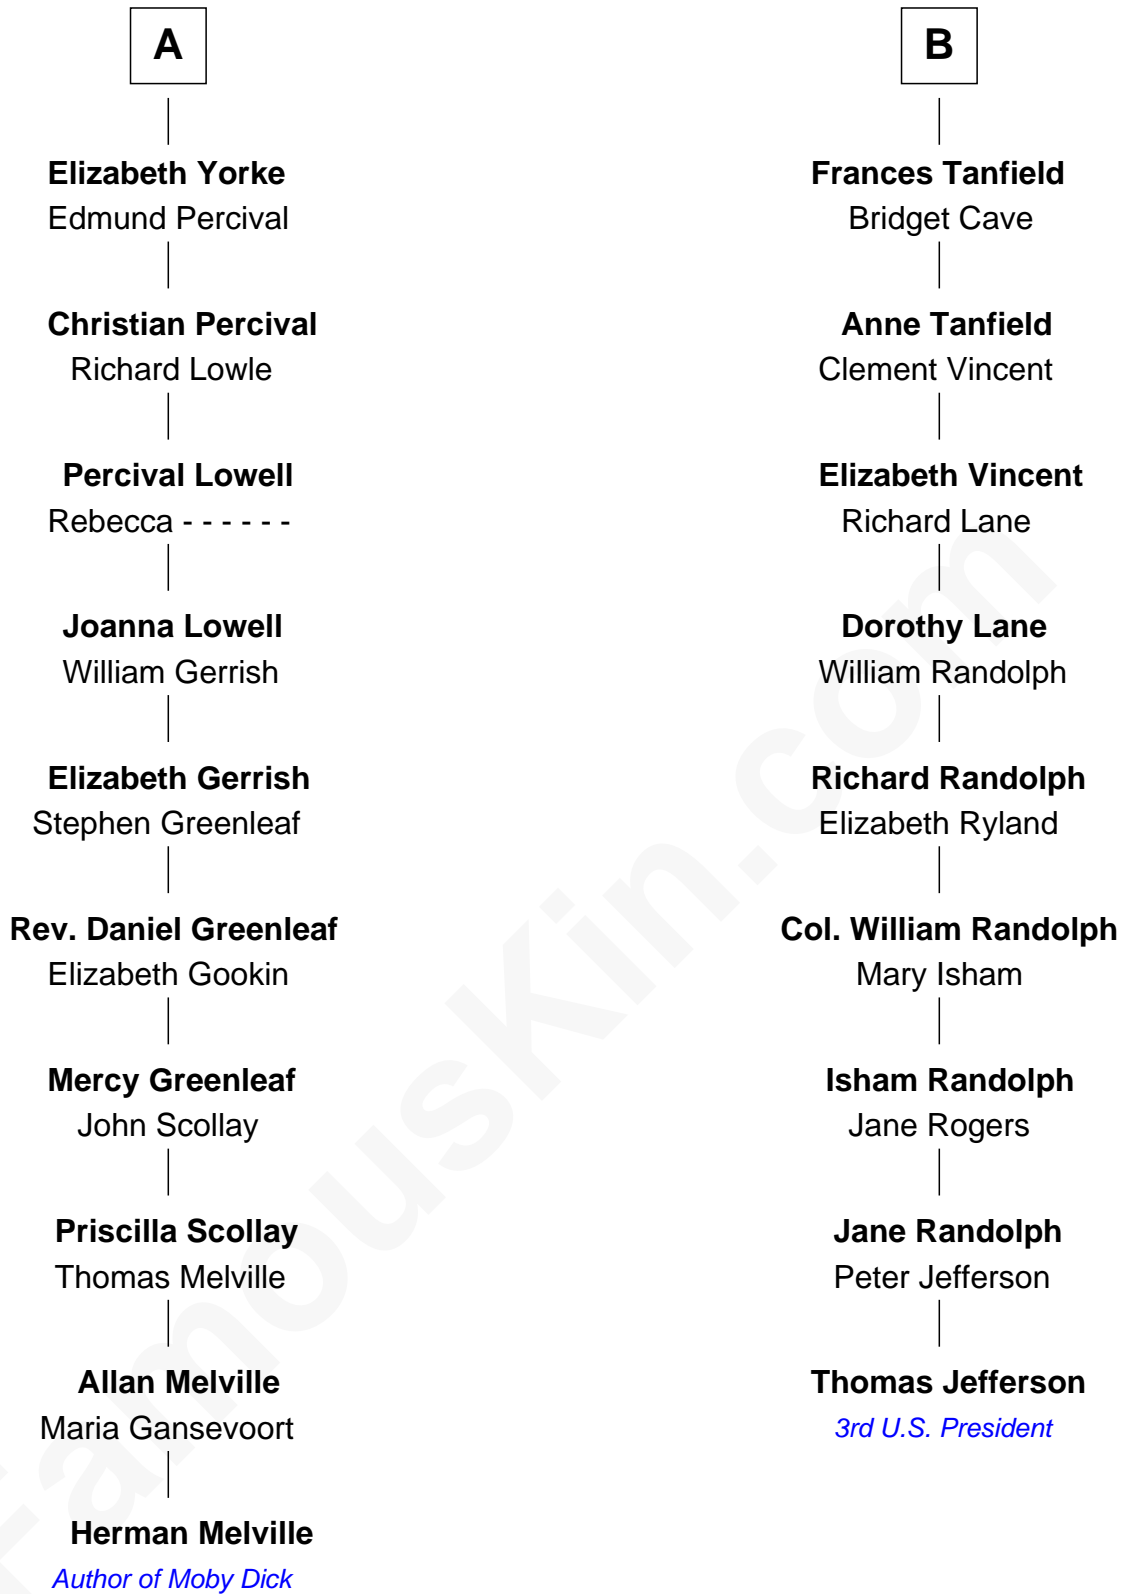 A
Elizabeth Yorke
Edmund Percival
Christian Percival
Richard Lowle
Percival Lowell
Rebecca - - - - - -
Joanna Lowell
William Gerrish
Elizabeth Gerrish
Stephen Greenleaf
Rev. Daniel Greenleaf
Elizabeth Gookin
Mercy Greenleaf
John Scollay
Priscilla Scollay
Thomas Melville
Allan Melville
Maria Gansevoort
Herman Melville
Author of Moby Dick
B
Frances Tanfield
Bridget Cave
Anne Tanfield
Clement Vincent
Elizabeth Vincent
Richard Lane
Dorothy Lane
William Randolph
Richard Randolph
Elizabeth Ryland
Col. William Randolph
Mary Isham
Isham Randolph
Jane Rogers
Jane Randolph
Peter Jefferson
Thomas Jefferson
3rd U.S. President
FamousKin.com